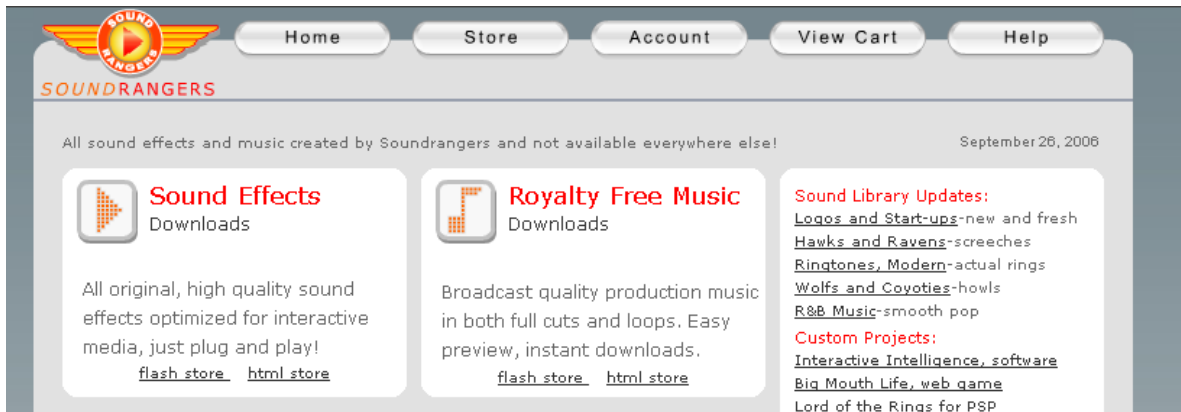 SOUND
RANGERS
SOUNDRANGERS
Home
Store
Account
View Cart
Help
All sound effects and music created by Soundrangers and not available everywhere else!
September 26, 2006
Sound Effects
Downloads
All original, high quality sound
effects optimized for interactive
media, just plug and play!
flash store html store
Royalty Free Music
Downloads
Broadcast quality production music
in both full cuts and loops. Easy
preview, instant downloads.
flash store html store
Sound Library Updates:
Logos and Start-ups-new and fresh
Hawks and Ravens-screeches
Ringtones, Modern-actual rings
Wolfs and Coyoties-howls
R&B Music-smooth pop
Custom Projects:
Interactive Intelligence, software
Big Mouth Life, web game
Lord of the Rings for PSP